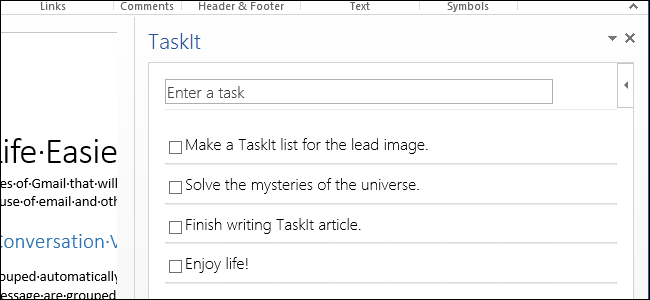 Links Comments Header & Footer Text Symbols
TaskIt
Enter a task
Make a TaskIt list for the lead image.
Solve the mysteries of the universe.
Finish writing TaskIt article.
Enjoy life!
ife·Easie
es·of·Gmail·that·will
use·of·email·and·oth
Conversation·V
ouped·automatically
essage·are·grouped